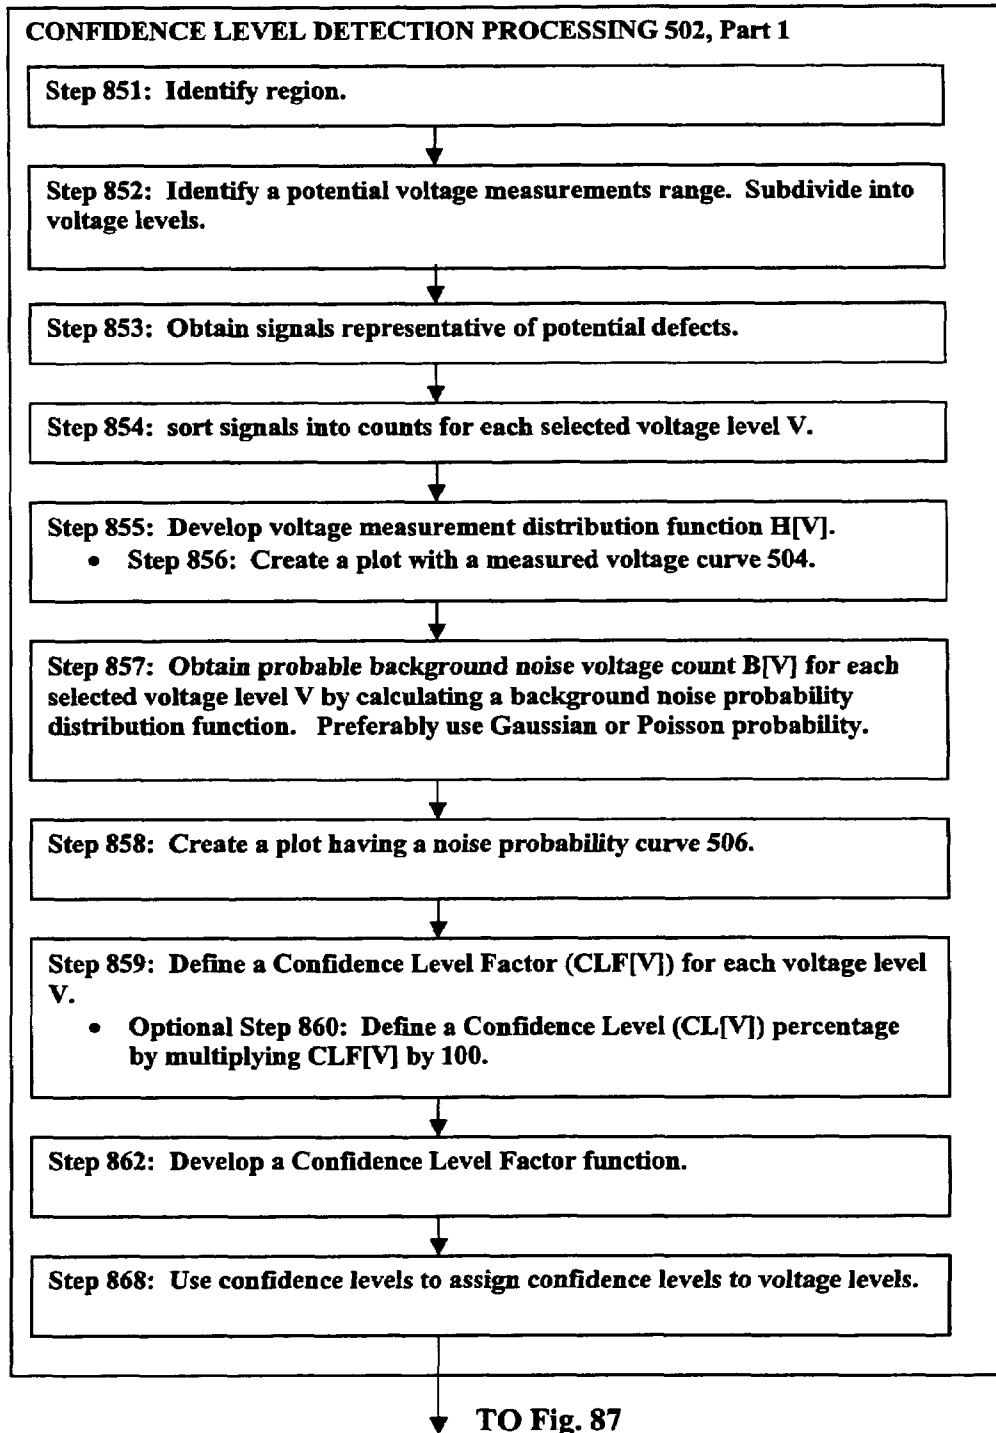 CONFIDENCE LEVEL DETECTION PROCESSING 502, Part 1
Step 851: Identify region.
Step 852: Identify a potential voltage measurements range. Subdivide into
voltage levels.
Step 853: Obtain signals representative of potential defects.
Step 854: sort signals into counts for each selected voltage level V.
Step 855: Develop voltage measurement distribution function H[V].
• Step 856: Create a plot with a measured voltage curve 504.
Step 857: Obtain probable background noise voltage count B[V] for each
selected voltage level V by calculating a background noise probability
distribution function. Preferably use Gaussian or Poisson probability.
Step 858: Create a plot having a noise probability curve 506.
Step 859: Define a Confidence Level Factor (CLF[V]) for each voltage level
V.
• Optional Step 860: Define a Confidence Level (CL[V]) percentage
by multiplying CLF[V] by 100.
Step 862: Develop a Confidence Level Factor function.
Step 868: Use confidence levels to assign confidence levels to voltage levels.
TO Fig. 87